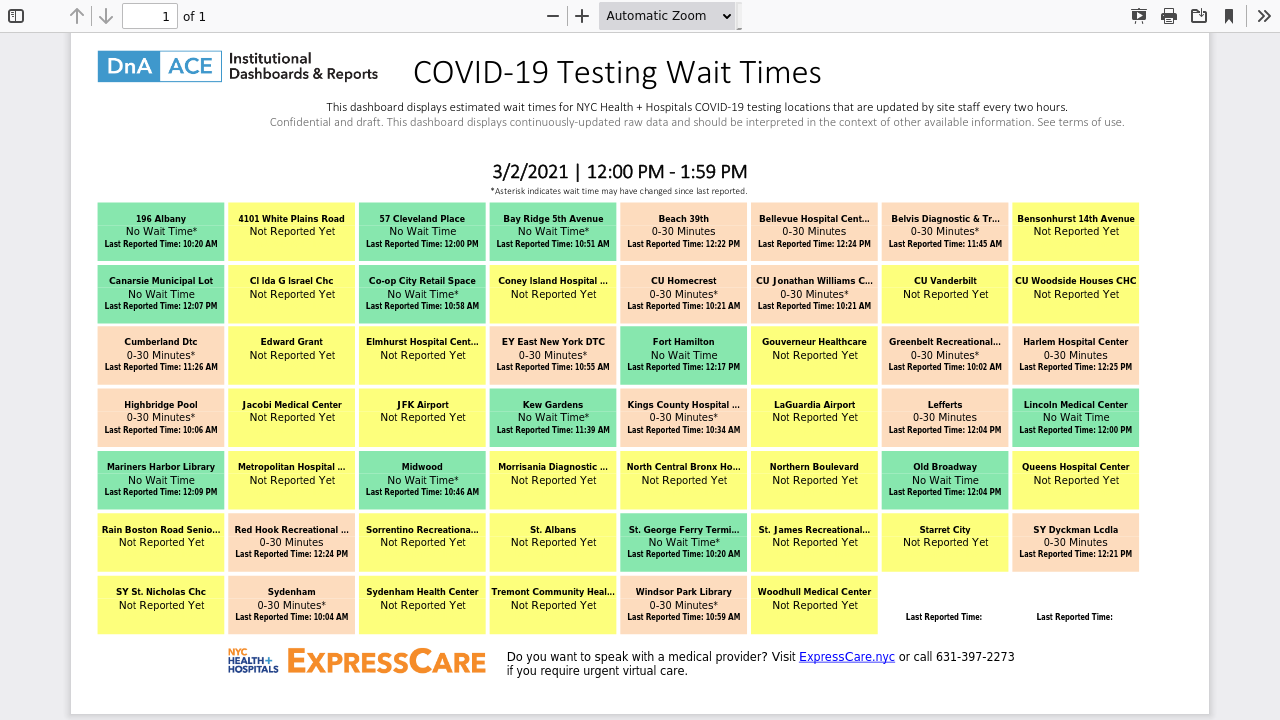 1 of 1 Automatic Zoom
DnA ACE Institutional
Dashboards & Reports
COVID-19 Testing Wait Times
This dashboard displays estimated wait times for NYC Health + Hospitals COVID-19 testing locations that are updated by site staff every two hours.
Confidential and draft. This dashboard displays continuously-updated raw data and should be interpreted in the context of other available information. See terms of use.
3/2/2021 | 12:00 PM - 1:59 PM
*Asterisk indicates wait time may have changed since last reported.
196 Albany 4101 White Plains Road 57 Cleveland Place Bay Ridge 5th Avenue Beach 39th Bellevue Hospital Cent... Belvis Diagnostic & Tr... Bensonhurst 14th Avenue
No Wait Time* Not Reported Yet No Wait Time No Wait Time* 0-30 Minutes 0-30 Minutes 0-30 Minutes* Not Reported Yet
Last Reported Time: 10:20 AM Last Reported Time: 12:00 PM Last Reported Time: 10:51 AM Last Reported Time: 12:22 PM Last Reported Time: 12:24 PM Last Reported Time: 11:45 AM
Canarsie Municipal Lot Cl Ida G Israel Chc Co-op City Retail Space Coney Island Hospital ... CU Homecrest CU Jonathan Williams C... CU Vanderbilt CU Woodside Houses CHC
No Wait Time Not Reported Yet No Wait Time* Not Reported Yet 0-30 Minutes* 0-30 Minutes* Not Reported Yet Not Reported Yet
Last Reported Time: 12:07 PM Last Reported Time: 10:58 AM Last Reported Time: 10:21 AM Last Reported Time: 10:21 AM
Cumberland Dtc Edward Grant Elmhurst Hospital Cent... EY East New York DTC Fort Hamilton Gouverneur Healthcare Greenbelt Recreational... Harlem Hospital Center
0-30 Minutes* Not Reported Yet Not Reported Yet 0-30 Minutes* No Wait Time Not Reported Yet 0-30 Minutes* 0-30 Minutes
Last Reported Time: 11:26 AM Last Reported Time: 10:55 AM Last Reported Time: 12:17 PM Last Reported Time: 10:02 AM Last Reported Time: 12:25 PM
Highbridge Pool Jacobi Medical Center JFK Airport Kew Gardens Kings County Hospital ... LaGuardia Airport Lefferts Lincoln Medical Center
0-30 Minutes* Not Reported Yet Not Reported Yet No Wait Time* 0-30 Minutes* Not Reported Yet 0-30 Minutes No Wait Time
Last Reported Time: 10:06 AM Last Reported Time: 11:39 AM Last Reported Time: 10:34 AM Last Reported Time: 12:04 PM Last Reported Time: 12:00 PM
Mariners Harbor Library Metropolitan Hospital ... Midwood Morrisania Diagnostic ... North Central Bronx Ho... Northern Boulevard Old Broadway Queens Hospital Center
No Wait Time Not Reported Yet No Wait Time* Not Reported Yet Not Reported Yet Not Reported Yet No Wait Time Not Reported Yet
Last Reported Time: 12:09 PM Last Reported Time: 10:46 AM Last Reported Time: 12:04 PM
Rain Boston Road Senio... Red Hook Recreational ... Sorrentino Recreationa... St. Albans St. George Ferry Termi... St. James Recreational... Starret City SY Dyckman Lcdla
Not Reported Yet 0-30 Minutes Not Reported Yet Not Reported Yet No Wait Time* Not Reported Yet Not Reported Yet 0-30 Minutes
Last Reported Time: 12:24 PM Last Reported Time: 10:20 AM Last Reported Time: 12:21 PM
SY St. Nicholas Chc Sydenham Sydenham Health Center Tremont Community Heal... Windsor Park Library Woodhull Medical Center
Not Reported Yet 0-30 Minutes* Not Reported Yet Not Reported Yet 0-30 Minutes* Not Reported Yet
Last Reported Time: 10:04 AM Last Reported Time: 10:59 AM Last Reported Time: Last Reported Time:
NYC
HEALTH+
HOSPITALS
EXPRESSCARE
Do you want to speak with a medical provider? Visit ExpressCare.nyc or call 631-397-2273
if you require urgent virtual care.